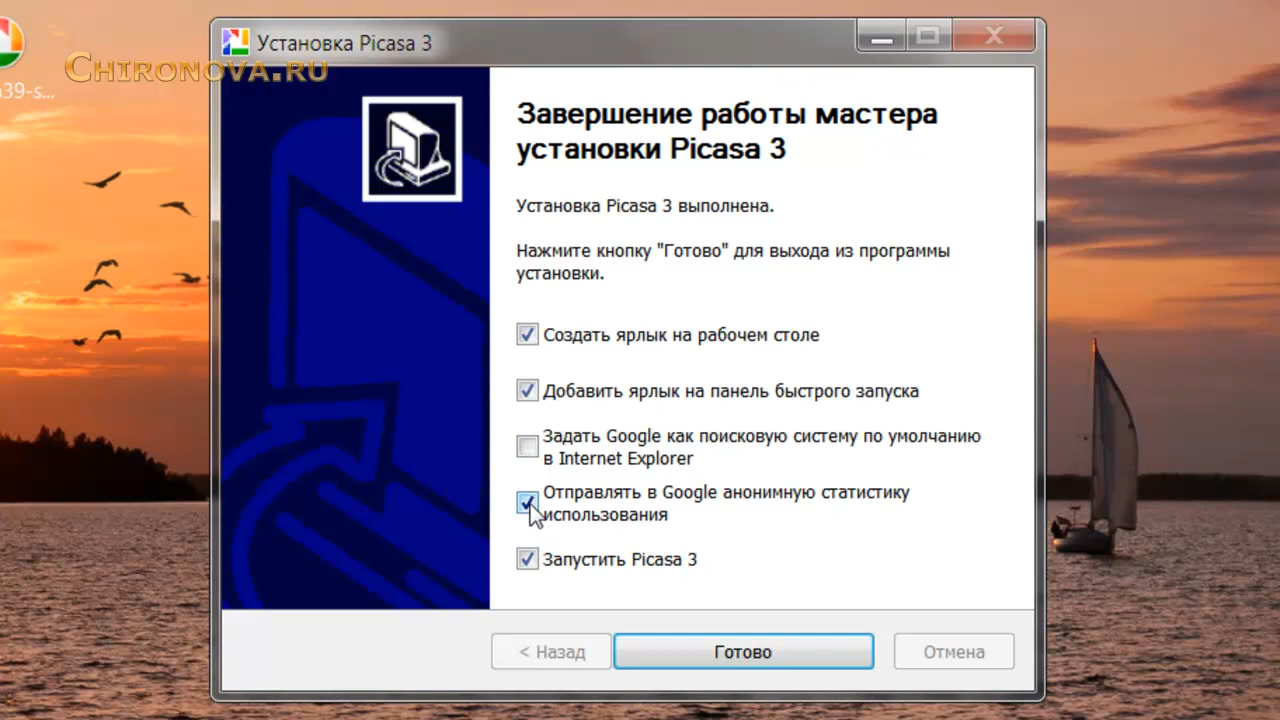 Установка Picasa 3
CHIRONOVA.RU
39-s...
Завершение работы мастера
установки Picasa 3
Установка Picasa 3 выполнена.
Нажмите кнопку "Готово" для выхода из программы
установки.
Создать ярлык на рабочем столе
Добавить ярлык на панель быстрого запуска
Задать Google как поисковую систему по умолчанию
в Internet Explorer
Отправлять в Google анонимную статистику
использования
Запустить Picasa 3
< Назад
Готово
Отмена